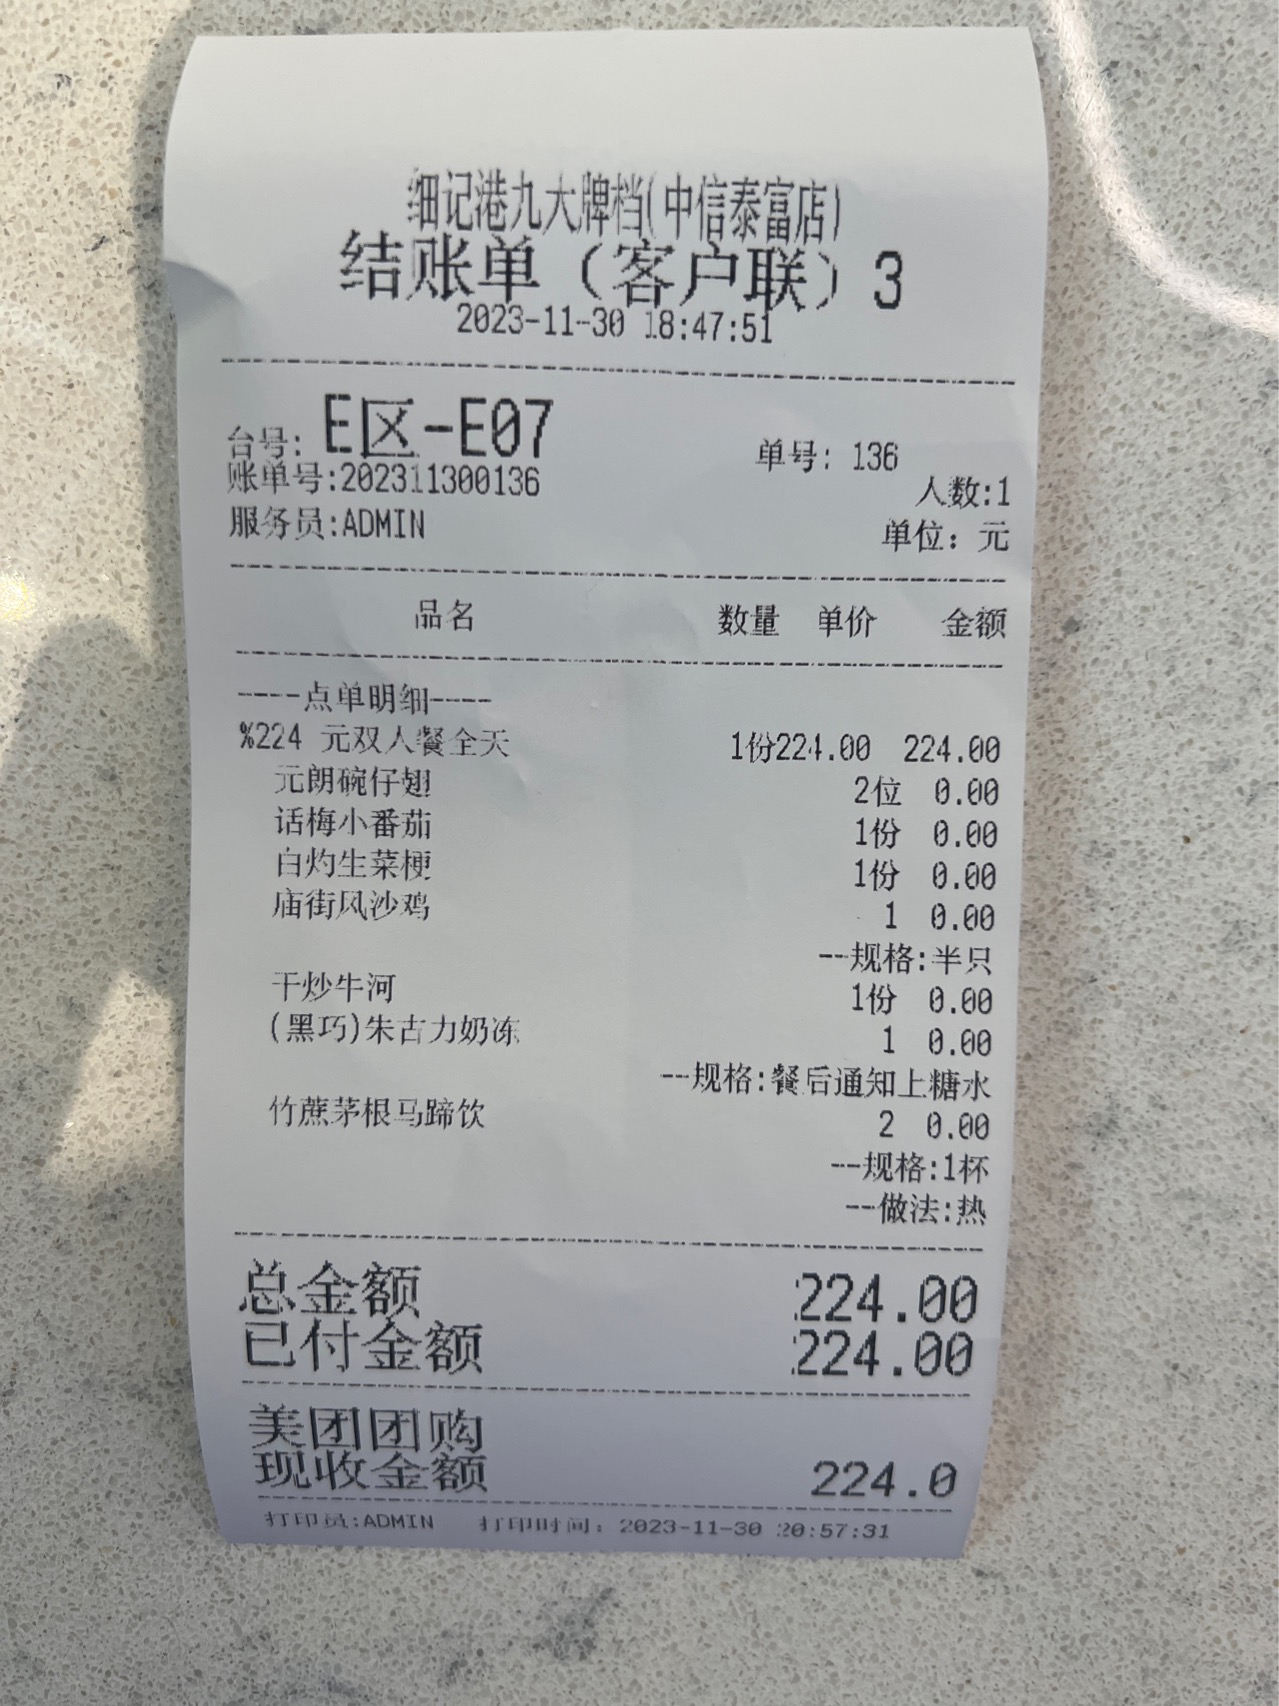 细记港九大牌档(中信泰富店)
结账单（客户联）3
2023-11-30 18:47:51
台号: E区-E07 单号: 136
账单号:202311300136 人数:1
服务员:ADMIN 单位：元
品名 数量 单价 金额
----点单明细----
%224 元双人餐全天 1份224.00 224.00
元朗碗仔翅 2位 0.00
话梅小番茄 1份 0.00
白灼生菜梗 1份 0.00
庙街风沙鸡 1 0.00
--规格:半只
干炒牛河 1份 0.00
(黑巧)朱古力奶冻 1 0.00
--规格:餐后通知上糖水
竹蔗茅根马蹄饮 2 0.00
--规格:1杯
--做法:热
总金额 224.00
已付金额 224.00
美团团购
现收金额 224.0
打印员:ADMIN 打印时间：2023-11-30 20:57:31